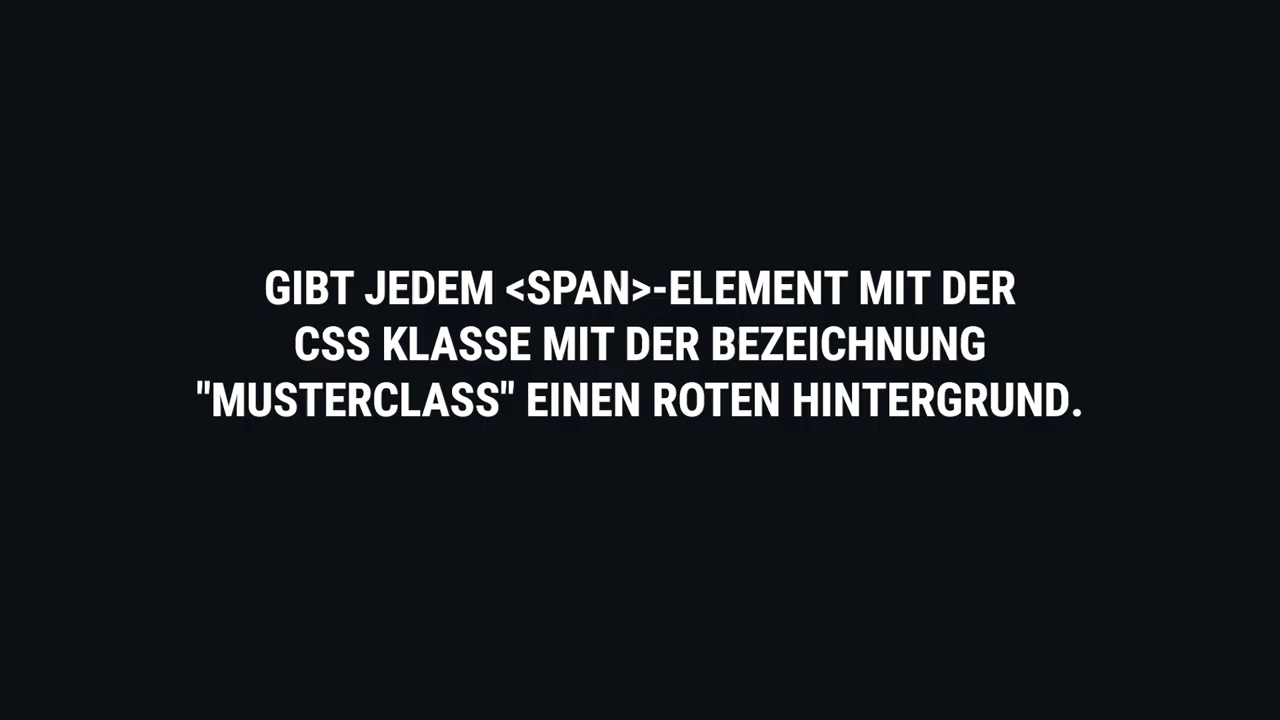 GIBT JEDEM <SPAN>-ELEMENT MIT DER
CSS KLASSE MIT DER BEZEICHNUNG
"MUSTERCLASS" EINEN ROTEN HINTERGRUND.